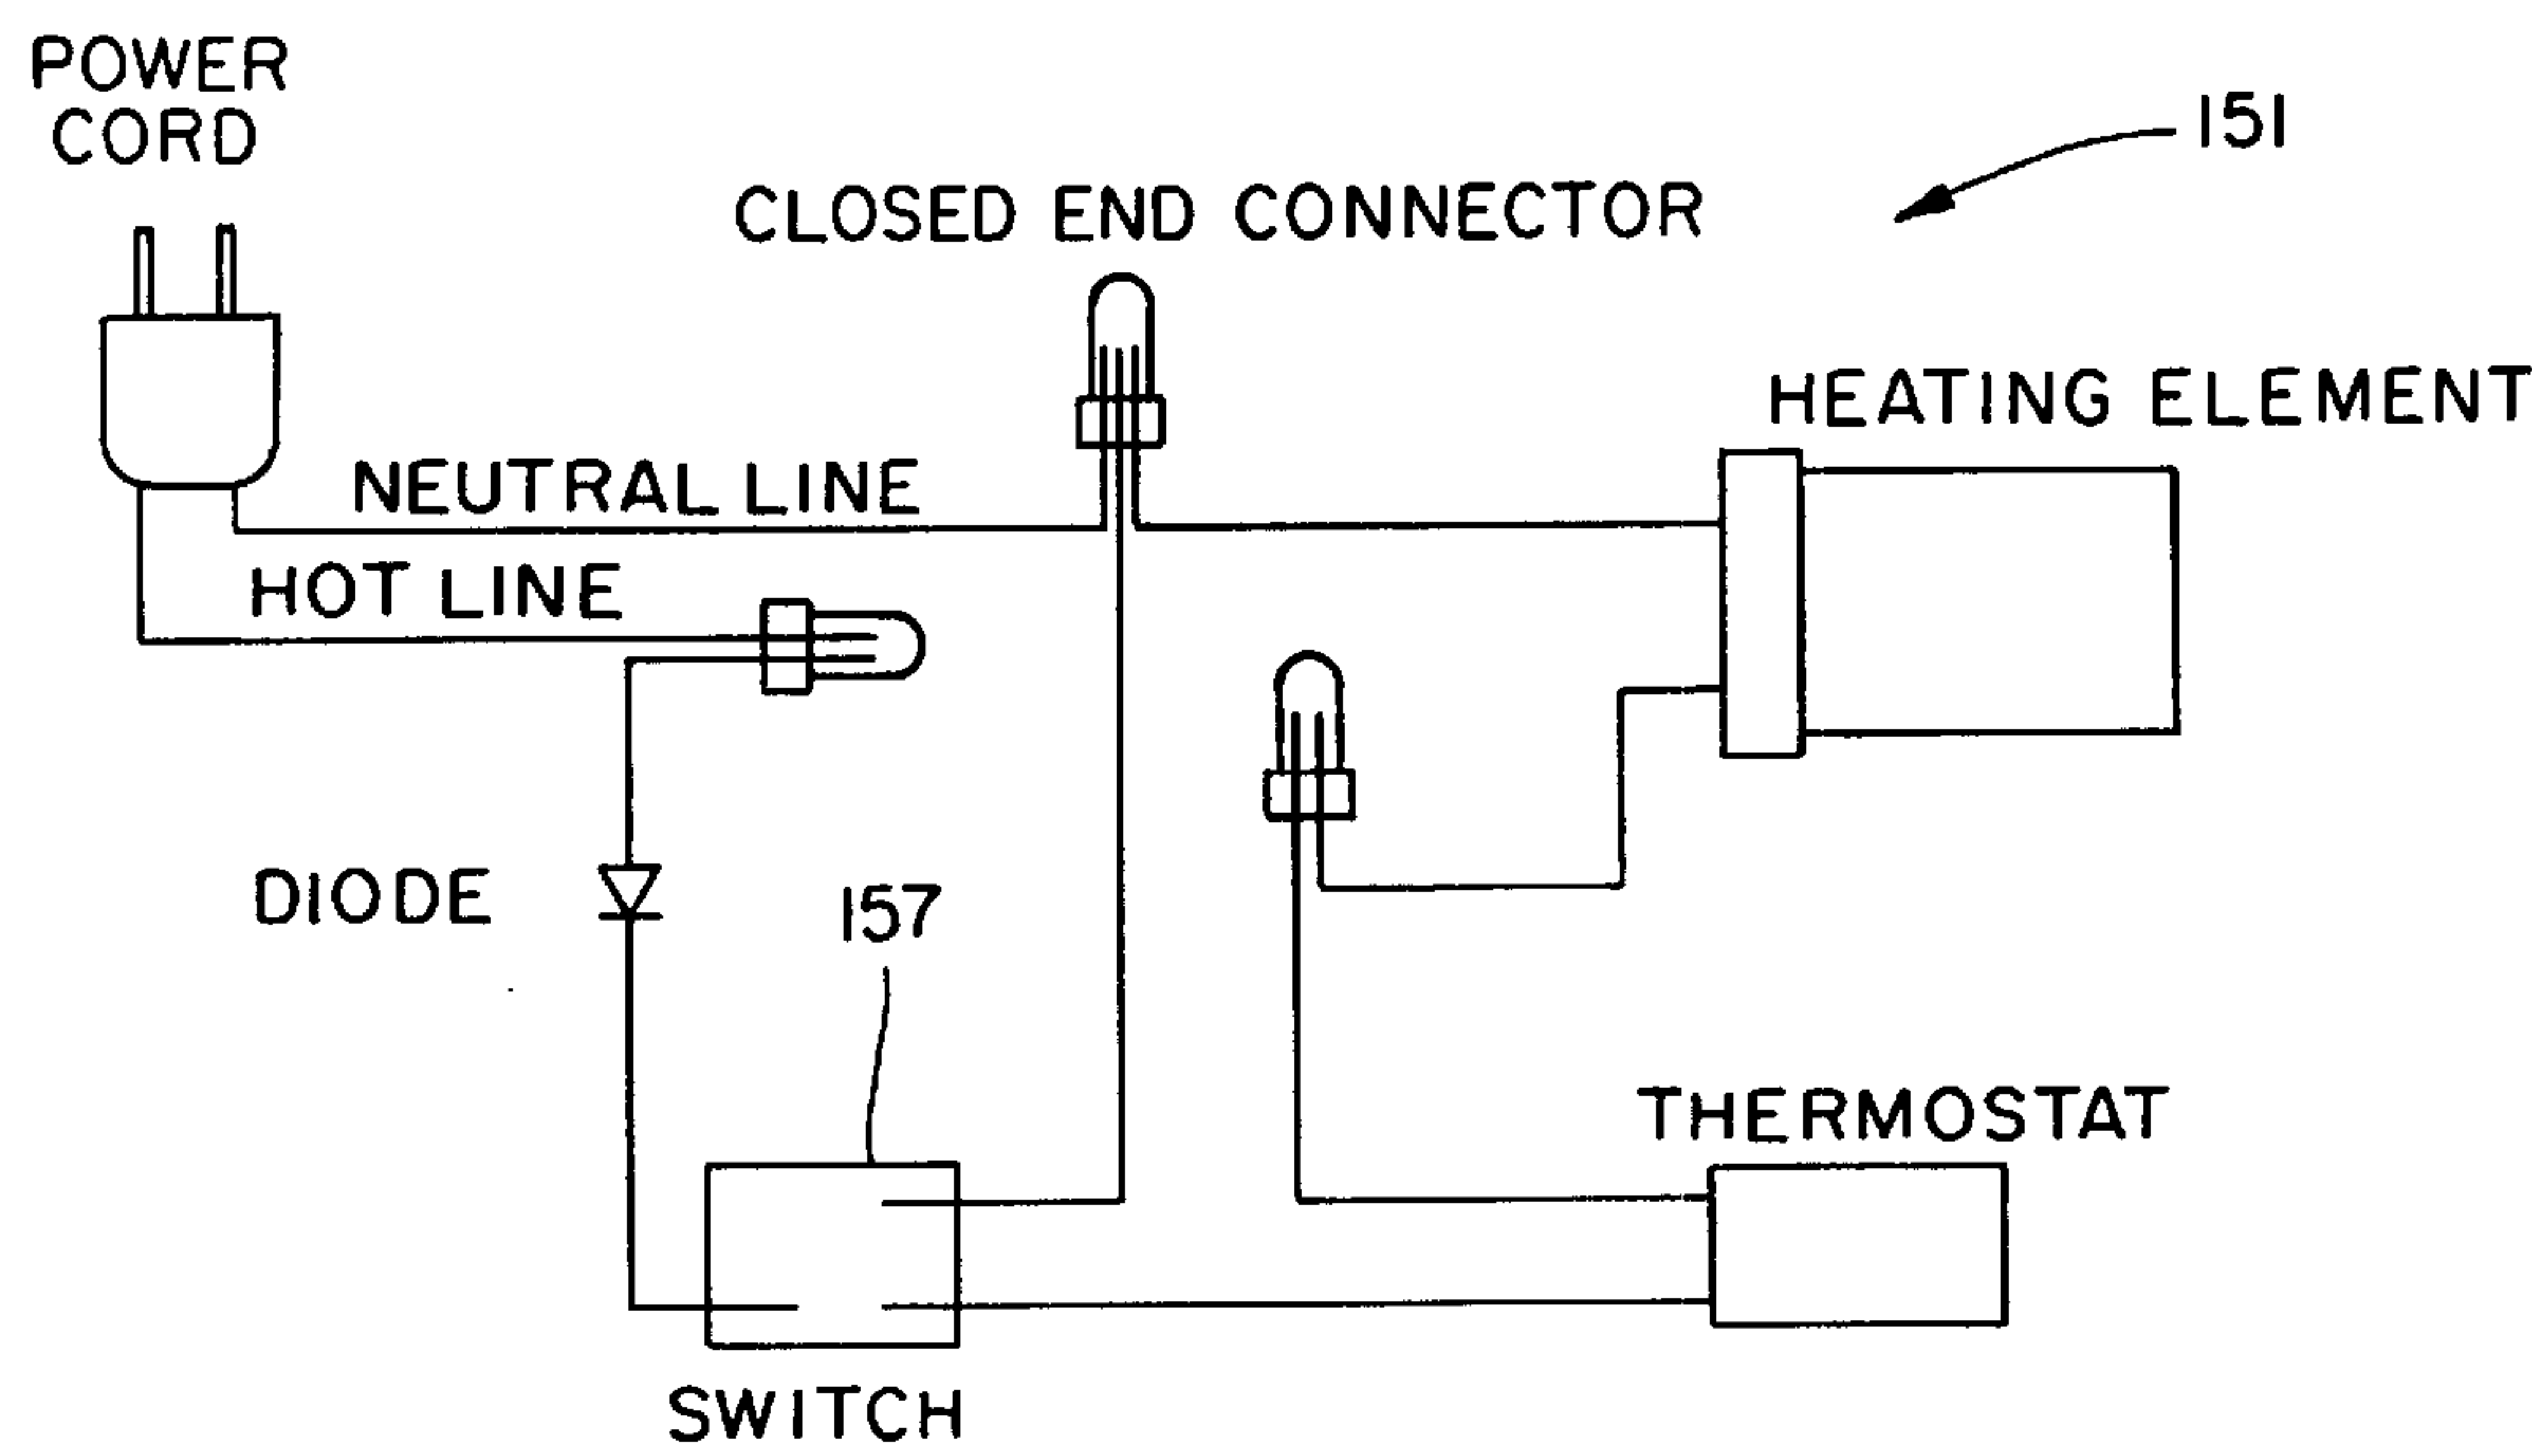 POWER
CORD
151
CLOSED END CONNECTOR
HEATING ELEMENT
NEUTRAL LINE
HOT LINE
DIODE
157
THERMOSTAT
SWITCH